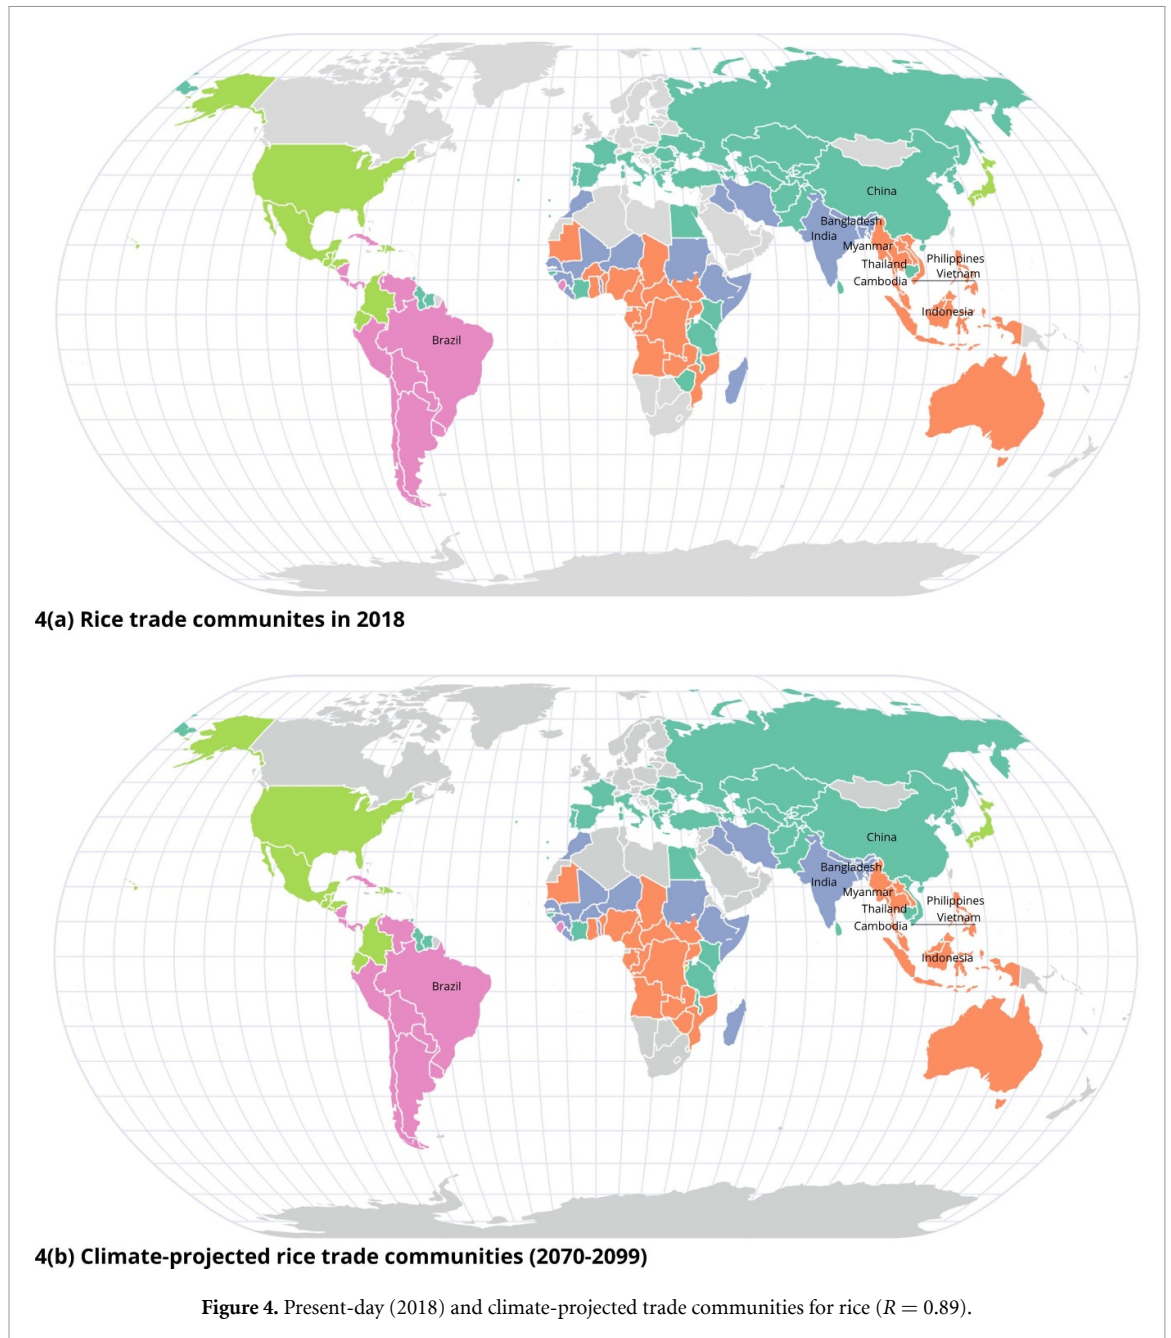 China
Bangladesh
India
Myanmar
Philippines
Thailand
Vietnam
Cambodia
Indonesia
Brazil
4(a) Rice trade communites in 2018
China
Bangladesh
India
Myanmar
Philippines
Thailand
Vietnam
Cambodia
Indonesia
Brazil
4(b) Climate-projected rice trade communities (2070-2099)
Figure 4. Present-day (2018) and climate-projected trade communities for rice (R = 0.89).